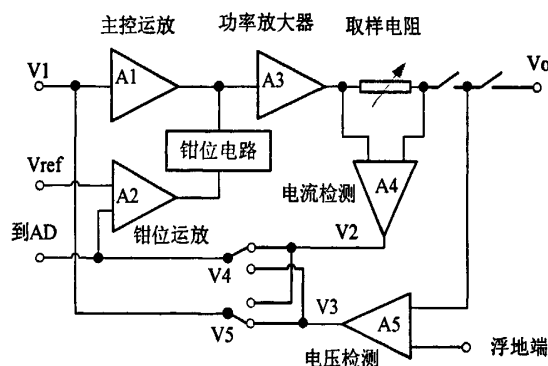 主控运放
功率放大器
取样电阻
V1
A1
A3
Vo
钳位电路
Vref
A2
A4
电流检测
到AD
钳位运放
V2
V4
V3
V5
A5
电压检测
浮地端